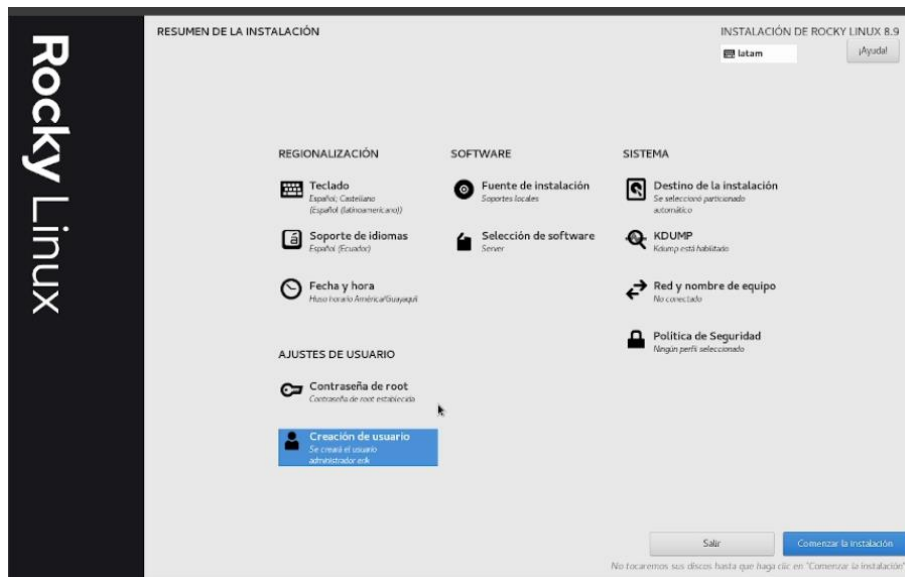 Rocky Linux
RESUMEN DE LA INSTALACIÓN
INSTALACIÓN DE ROCKY LINUX 8.9
latam
¡Ayuda!
REGIONALIZACIÓN
Teclado
Español; Castellano
(Español (latinoamericano))
Soporte de idiomas
Español (Ecuador)
Fecha y hora
Huso horario América/Guayaquil
SOFTWARE
Fuente de instalación
Soportes locales
Selección de software
Server
SISTEMA
Destino de la instalación
Se seleccionó particionado
automático
KDUMP
Kdump está habilitado
Red y nombre de equipo
No conectado
Política de Seguridad
Ningún perfil seleccionado
AJUSTES DE USUARIO
Contraseña de root
Contraseña de root establecida
Creación de usuario
Se creará el usuario
administrador erik
Salir
Comenzar la instalación
No tocaremos sus discos hasta que haga clic en "Comenzar la instalación"